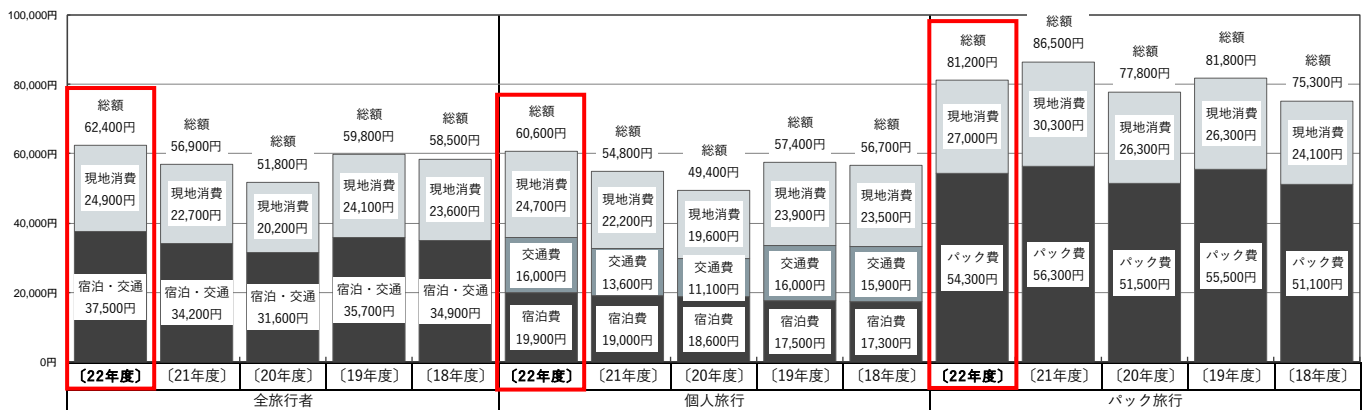 100,000円
80,000円
60,000円
40,000円
20,000円
0円
総額
62,400円
現地消費
24,900円
宿泊・交通
37,500円
〔22年度〕
総額
56,900円
現地消費
22,700円
宿泊・交通
34,200円
〔21年度〕
総額
51,800円
現地消費
20,200円
宿泊・交通
31,600円
〔20年度〕
総額
59,800円
現地消費
24,100円
宿泊・交通
35,700円
〔19年度〕
総額
58,500円
現地消費
23,600円
宿泊・交通
34,900円
〔18年度〕
全旅行者
総額
60,600円
現地消費
24,700円
交通費
16,000円
宿泊費
19,900円
〔22年度〕
総額
54,800円
現地消費
22,200円
交通費
13,600円
宿泊費
19,000円
〔21年度〕
総額
49,400円
現地消費
19,600円
交通費
11,100円
宿泊費
18,600円
〔20年度〕
総額
57,400円
現地消費
23,900円
交通費
16,000円
宿泊費
17,500円
〔19年度〕
総額
56,700円
現地消費
23,500円
交通費
15,900円
宿泊費
17,300円
〔18年度〕
個人旅行
総額
81,200円
現地消費
27,000円
パック費
54,300円
〔22年度〕
総額
86,500円
現地消費
30,300円
パック費
56,300円
〔21年度〕
総額
77,800円
現地消費
26,300円
パック費
51,500円
〔20年度〕
総額
81,800円
現地消費
26,300円
パック費
55,500円
〔19年度〕
総額
75,300円
現地消費
24,100円
パック費
51,100円
〔18年度〕
パック旅行